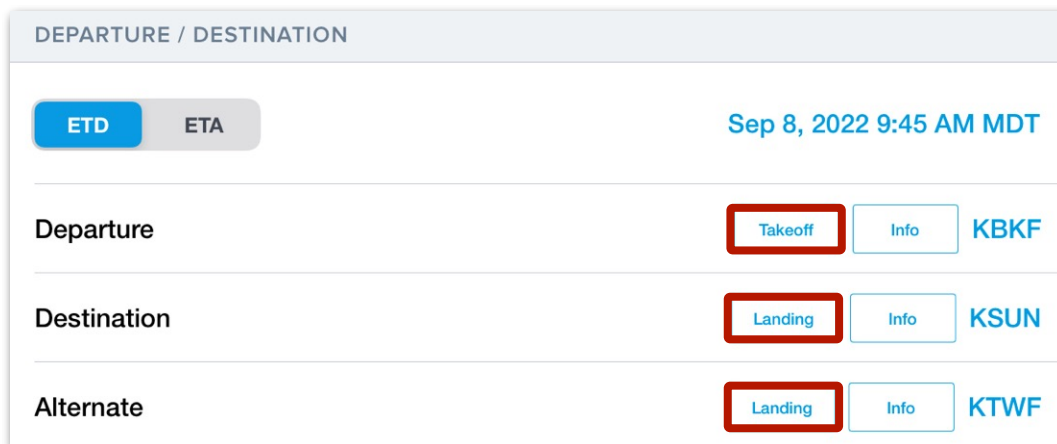 DEPARTURE / DESTINATION
ETD ETA Sep 8, 2022 9:45 AM MDT
Departure Takeoff Info KBKF
Destination Landing Info KSUN
Alternate Landing Info KTWF